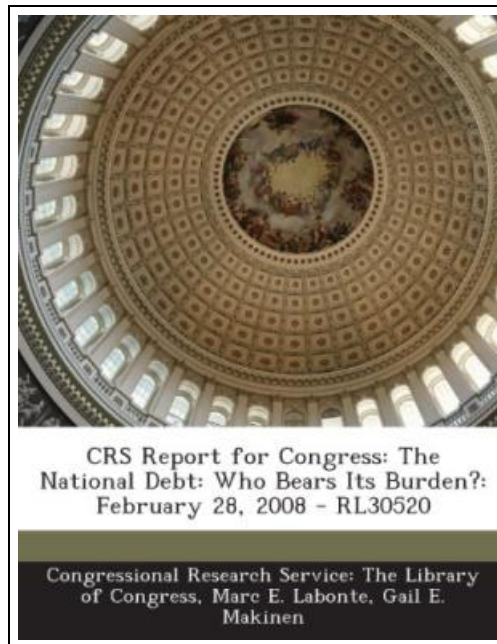 CRS Report for Congress: The
National Debt: Who Bears Its Burden?:
February 28, 2008 - RL30520
Congressional Research Service: The Library
of Congress, Marc E. Labonte, Gail E.
Makinen